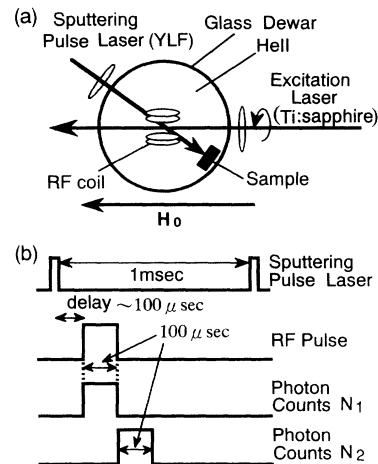 (a)
Sputtering
Pulse Laser (YLF)
Glass Dewar
HeII
Excitation
Laser
(Ti:sapphire)
RF coil
Sample
H₀
(b)
1msec
Sputtering
Pulse Laser
delay ~100 μ sec
100 μ sec
RF Pulse
Photon
Counts N₁
Photon
Counts N₂